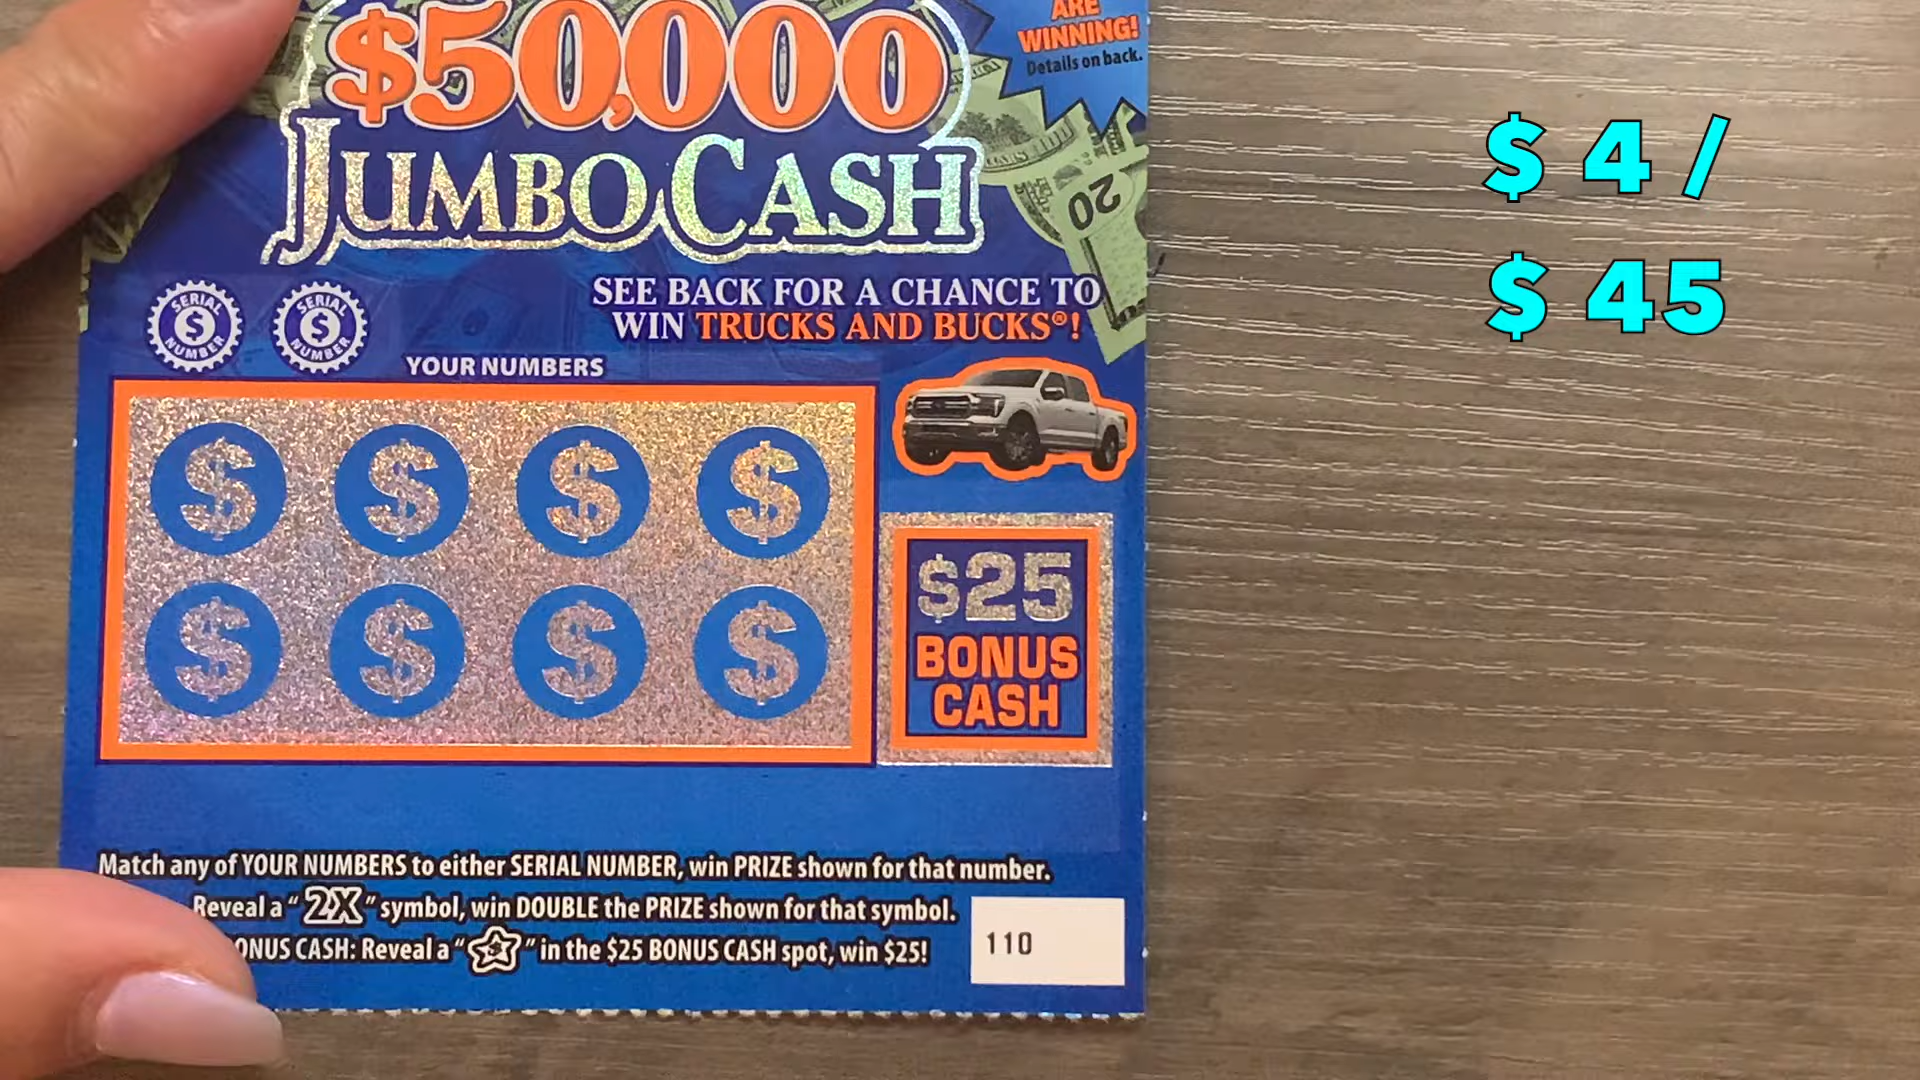 $50,000
JUMBO CASH
ARE
WINNING!
Details on back.
20
$ 4 /
$ 45
SEE BACK FOR A CHANCE TO
WIN TRUCKS AND BUCKS®!
SERIAL $ NUMBER
SERIAL $ NUMBER
YOUR NUMBERS
$ $ $ $
$ $ $ $
$25
BONUS
CASH
Match any of YOUR NUMBERS to either SERIAL NUMBER, win PRIZE shown for that number.
Reveal a "2X" symbol, win DOUBLE the PRIZE shown for that symbol.
ONUS CASH: Reveal a " " in the $25 BONUS CASH spot, win $25!
110